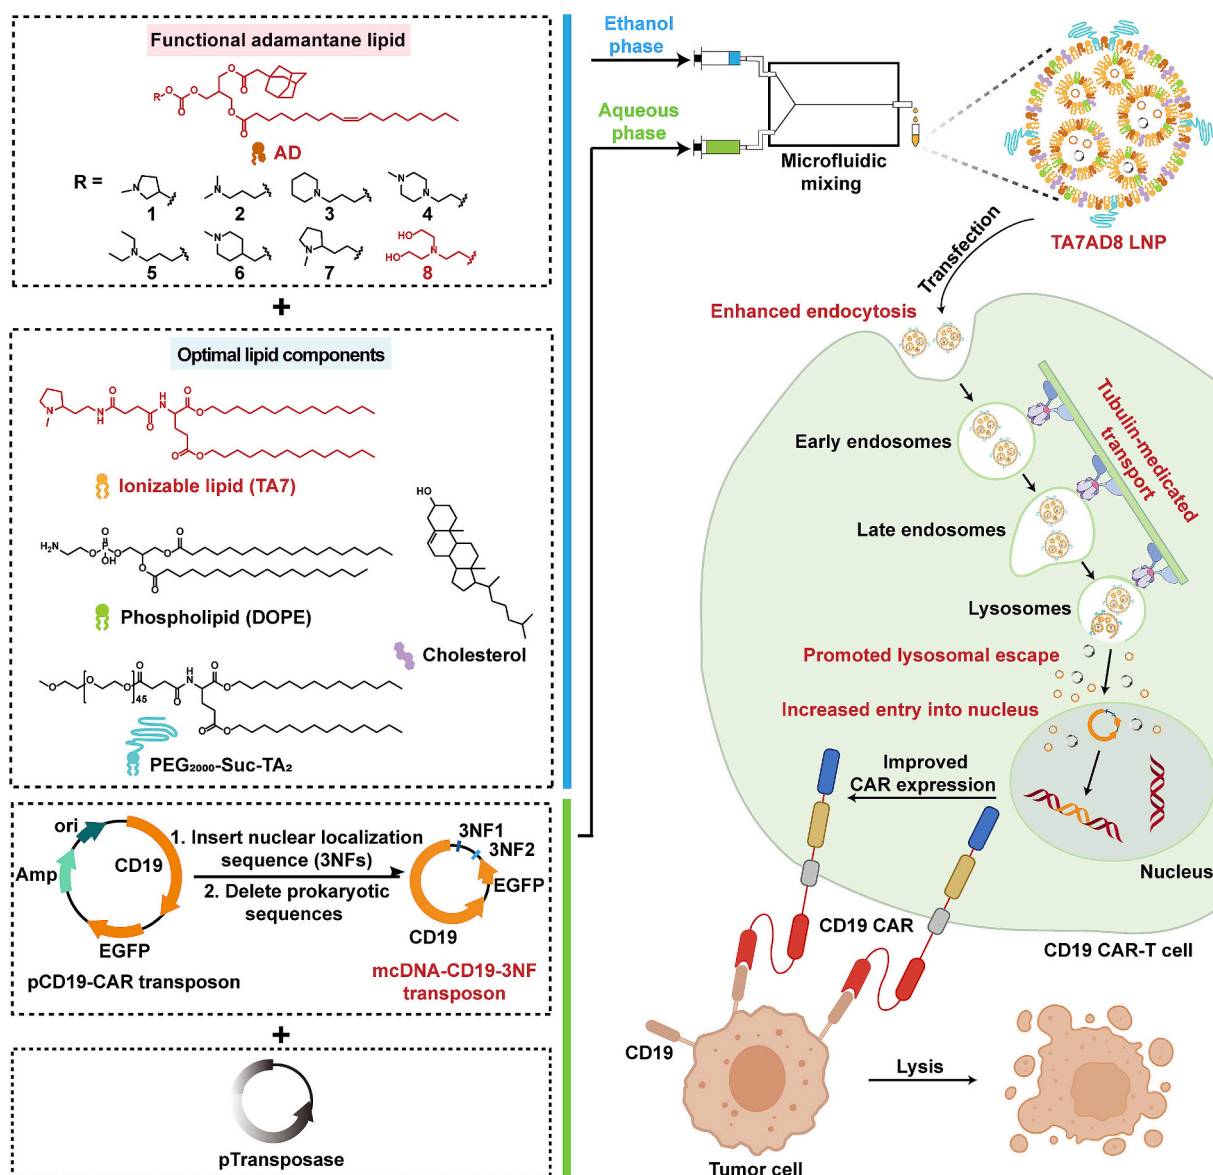 Functional adamantane lipid
R
O
O
O
O
O
O
O
AD
R =
N
1
N
2
N
3
N
N
4
N
5
N
6
N
7
HO
HO
N
8
+
Optimal lipid components
N
N
H
O
O
H
N
O
O
O
O
Ionizable lipid (TA7)
H₂N
O
P
O
OH
O
O
O
O
O
Phospholipid (DOPE)
HO
Cholesterol
O
O
O
45
O
O
H
N
O
O
O
O
PEG₂₀₀₀-Suc-TA₂
ori
Amp
CD19
EGFP
pCD19-CAR transposon
1. Insert nuclear localization
sequence (3NFs)
2. Delete prokaryotic
sequences
3NF1
3NF2
EGFP
CD19
mcDNA-CD19-3NF
transposon
+
pTransposase
Ethanol
phase
Aqueous
phase
Microfluidic
mixing
TA7AD8 LNP
Transfection
Enhanced endocytosis
Early endosomes
Tubulin-medicated
transport
Late endosomes
Lysosomes
Promoted lysosomal escape
Increased entry into nucleus
Improved
CAR expression
Nucleus
CD19 CAR
CD19 CAR-T cell
CD19
Lysis
Tumor cell